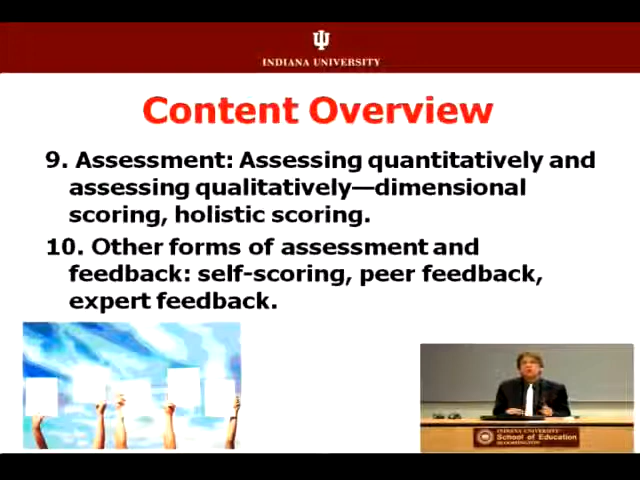 INDIANA UNIVERSITY
Content Overview
9. Assessment: Assessing quantitatively and
assessing qualitatively—dimensional
scoring, holistic scoring.
10. Other forms of assessment and
feedback: self-scoring, peer feedback,
expert feedback.
INDIANA UNIVERSITY
School of Education
BLOOMINGTON